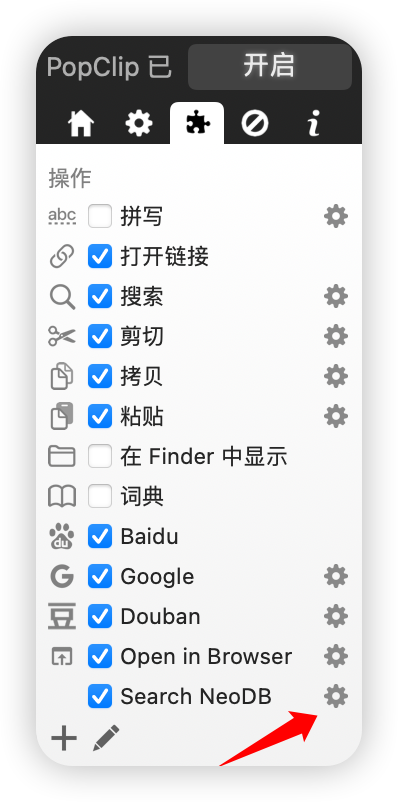 PopClip 已 开启
操作
abc 拼写
打开链接
搜索
剪切
拷贝
粘贴
在 Finder 中显示
词典
du Baidu
G Google
Douban
Open in Browser
Search NeoDB